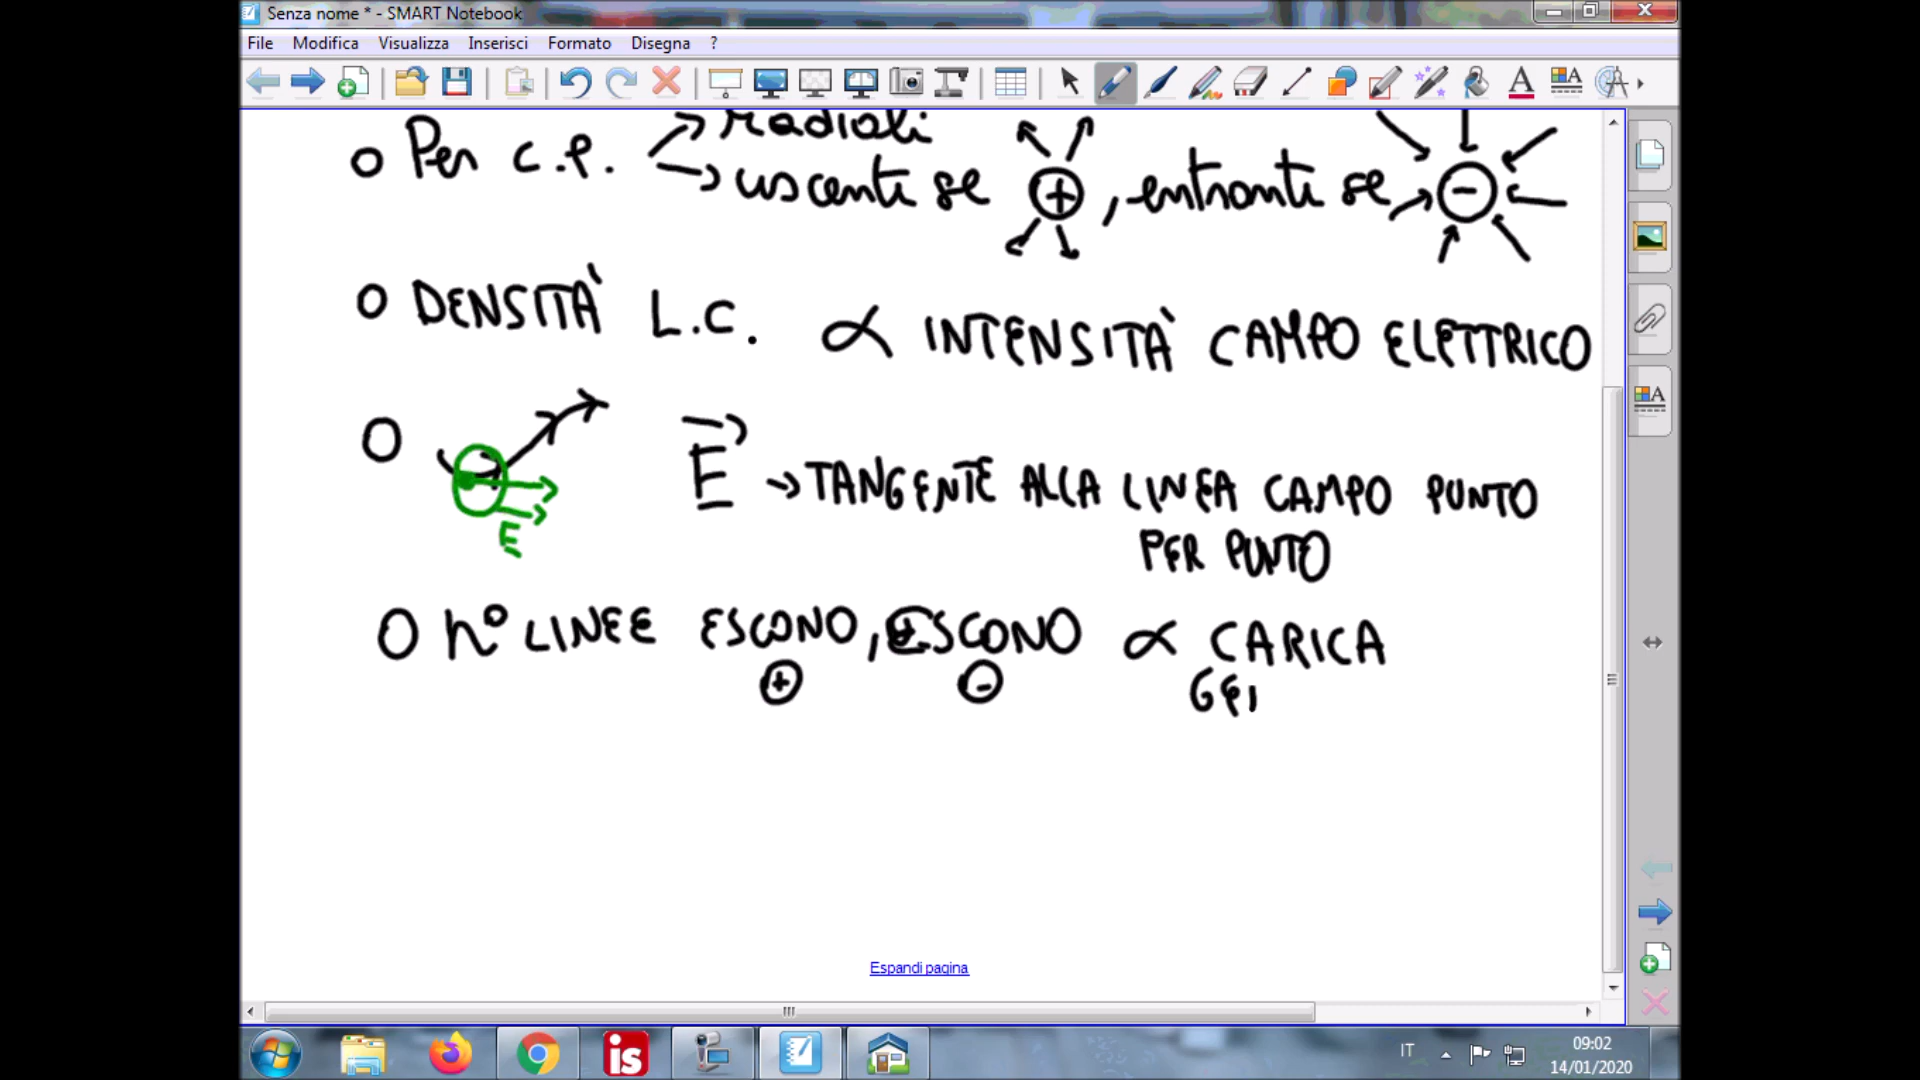 Senza nome * - SMART Notebook
File Modifica Visualizza Inserisci Formato Disegna ?
radiali
o Per c.p. → uscenti se +, entranti se -
o DENSITÀ L.C. ∝ INTENSITÀ CAMPO ELETTRICO
o E → TANGENTE ALLA LINEA CAMPO PUNTO
PER PUNTO
E
o n° LINEE ESCONO, ESCONO ∝ CARICA
+ -
Espandi pagina
IT
09:02
14/01/2020